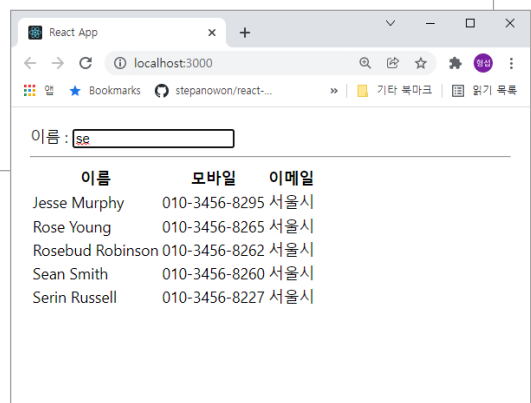 React App
localhost:3000
형섭
앱 Bookmarks stepanowon/react-... » 기타 북마크 읽기 목록
이름 : se
이름 모바일 이메일
Jesse Murphy 010-3456-8295 서울시
Rose Young 010-3456-8265 서울시
Rosebud Robinson 010-3456-8262 서울시
Sean Smith 010-3456-8260 서울시
Serin Russell 010-3456-8227 서울시